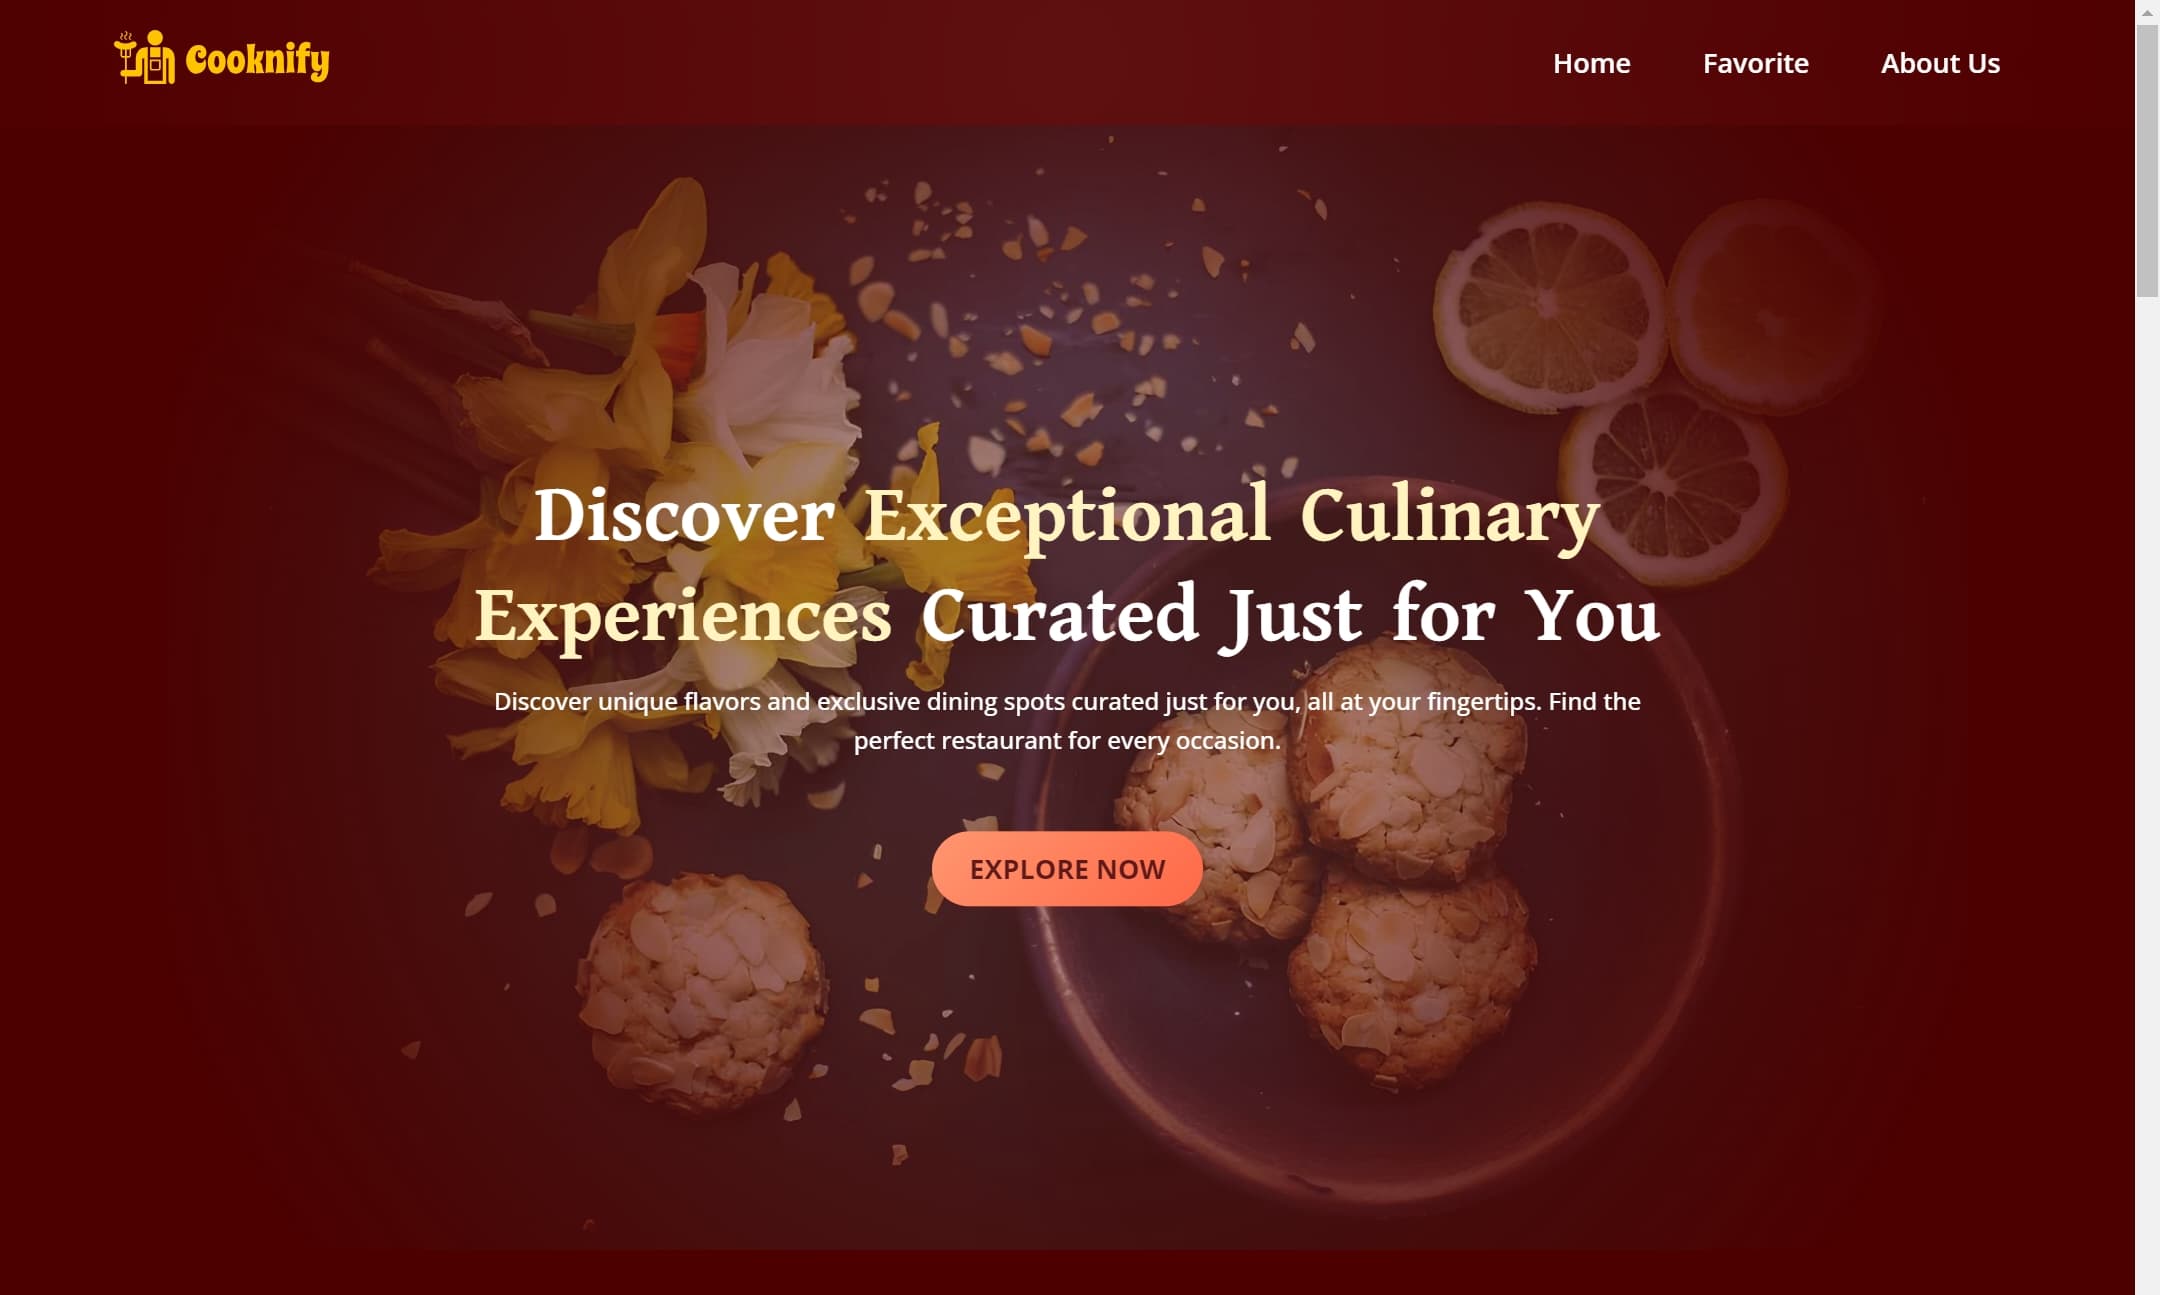 Cooknify
Home
Favorite
About Us
Discover Exceptional Culinary
Experiences Curated Just for You
Discover unique flavors and exclusive dining spots curated just for you, all at your fingertips. Find the
perfect restaurant for every occasion.
EXPLORE NOW